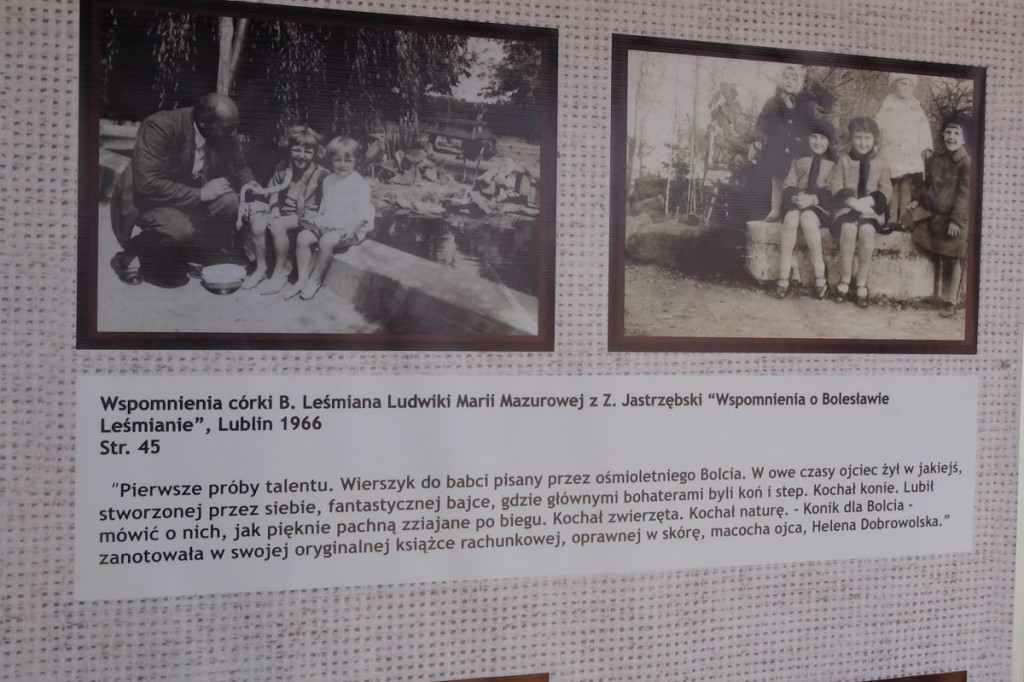 Wspomnienia córki B. Leśmiana Ludwiki Marii Mazurowej z Z. Jastrzębski “Wspomnienia o Bolesławie
Leśmianie”, Lublin 1966
Str. 45
“Pierwsze próby talentu. Wierszyk do babci pisany przez ośmioletniego Bolcia. W owe czasy ojciec żył w jakiejś,
stworzonej przez siebie, fantastycznej bajce, gdzie głównymi bohaterami byli koń i step. Kochał konie. Lubił
mówić o nich, jak pięknie pachną zziajane po biegu. Kochał zwierzęta. Kochał naturę. - Konik dla Bolcia -
zanotowała w swojej oryginalnej książce rachunkowej, oprawnej w skórę, macocha ojca, Helena Dobrowolska.”